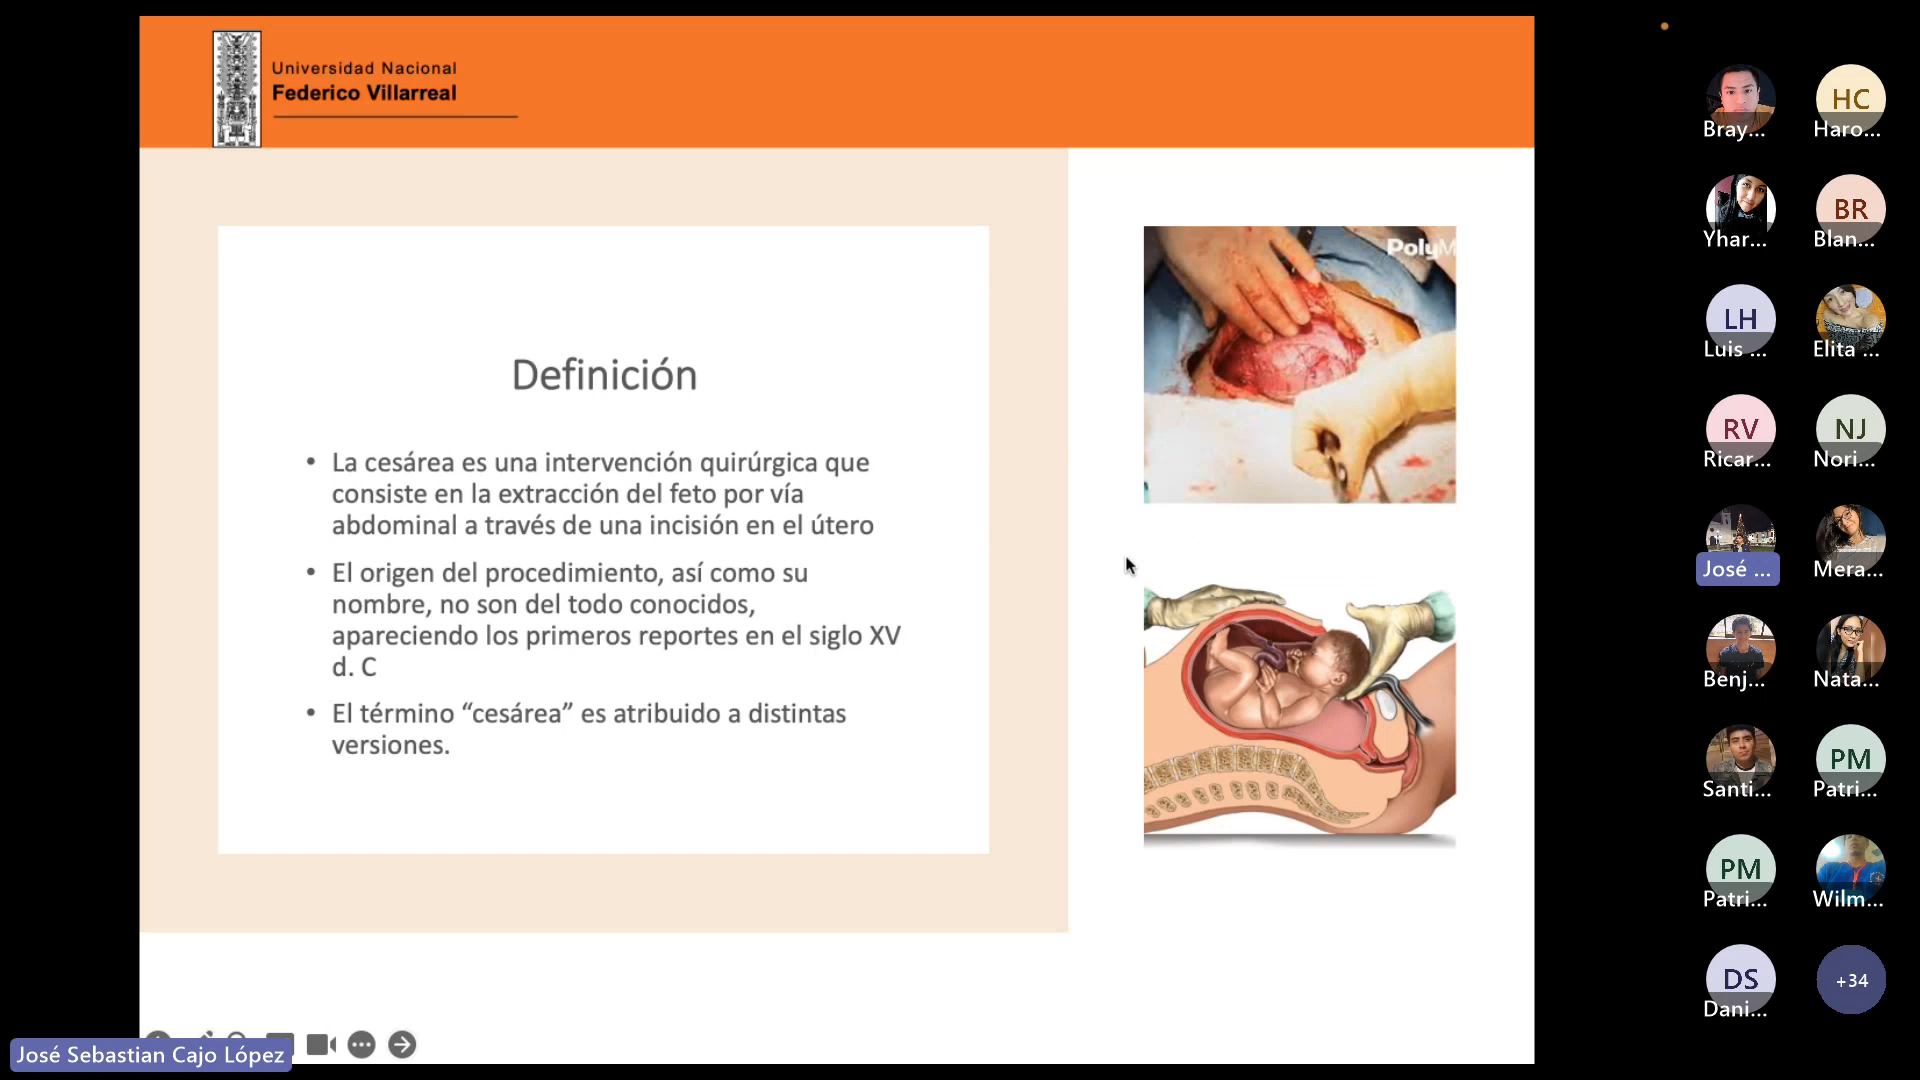 Universidad Nacional
Federico Villarreal
Definición
• La cesárea es una intervención quirúrgica que
consiste en la extracción del feto por vía
abdominal a través de una incisión en el útero
• El origen del procedimiento, así como su
nombre, no son del todo conocidos,
apareciendo los primeros reportes en el siglo XV
d. C
• El término “cesárea” es atribuido a distintas
versiones.
PolyM
Bray...
HC
Haro...
Yhar...
BR
Blan...
LH
Luis ...
Elita ...
RV
Ricar...
NJ
Nori...
José ...
Mera...
Benj...
Nata...
Santi...
PM
Patri...
PM
Patri...
Wilm...
DS
Dani...
+34
José Sebastian Cajo López